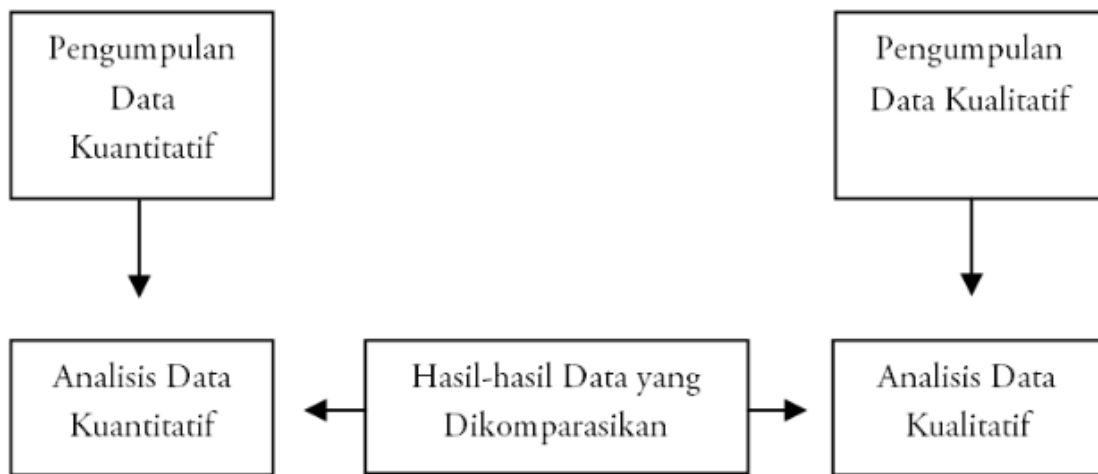 Pengumpulan
Data
Kuantitatif
Pengumpulan
Data Kualitatif
Analisis Data
Kuantitatif
Hasil-hasil Data yang
Dikomparasikan
Analisis Data
Kualitatif